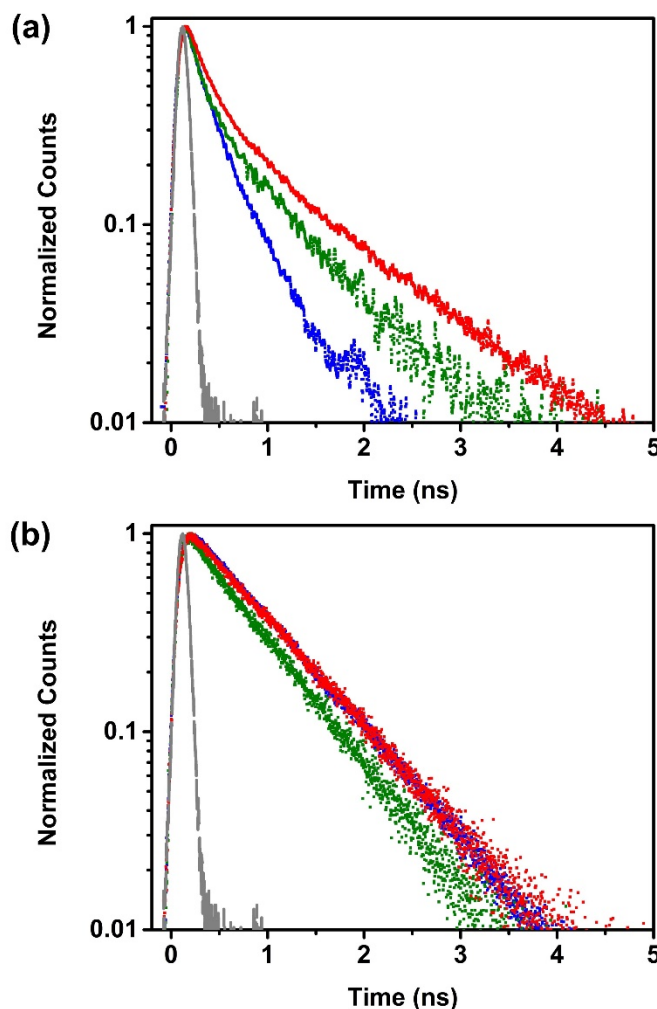 (a)
1
0.1
0.01
Normalized Counts
0 1 2 3 4 5
Time (ns)
(b)
1
0.1
0.01
Normalized Counts
0 1 2 3 4 5
Time (ns)